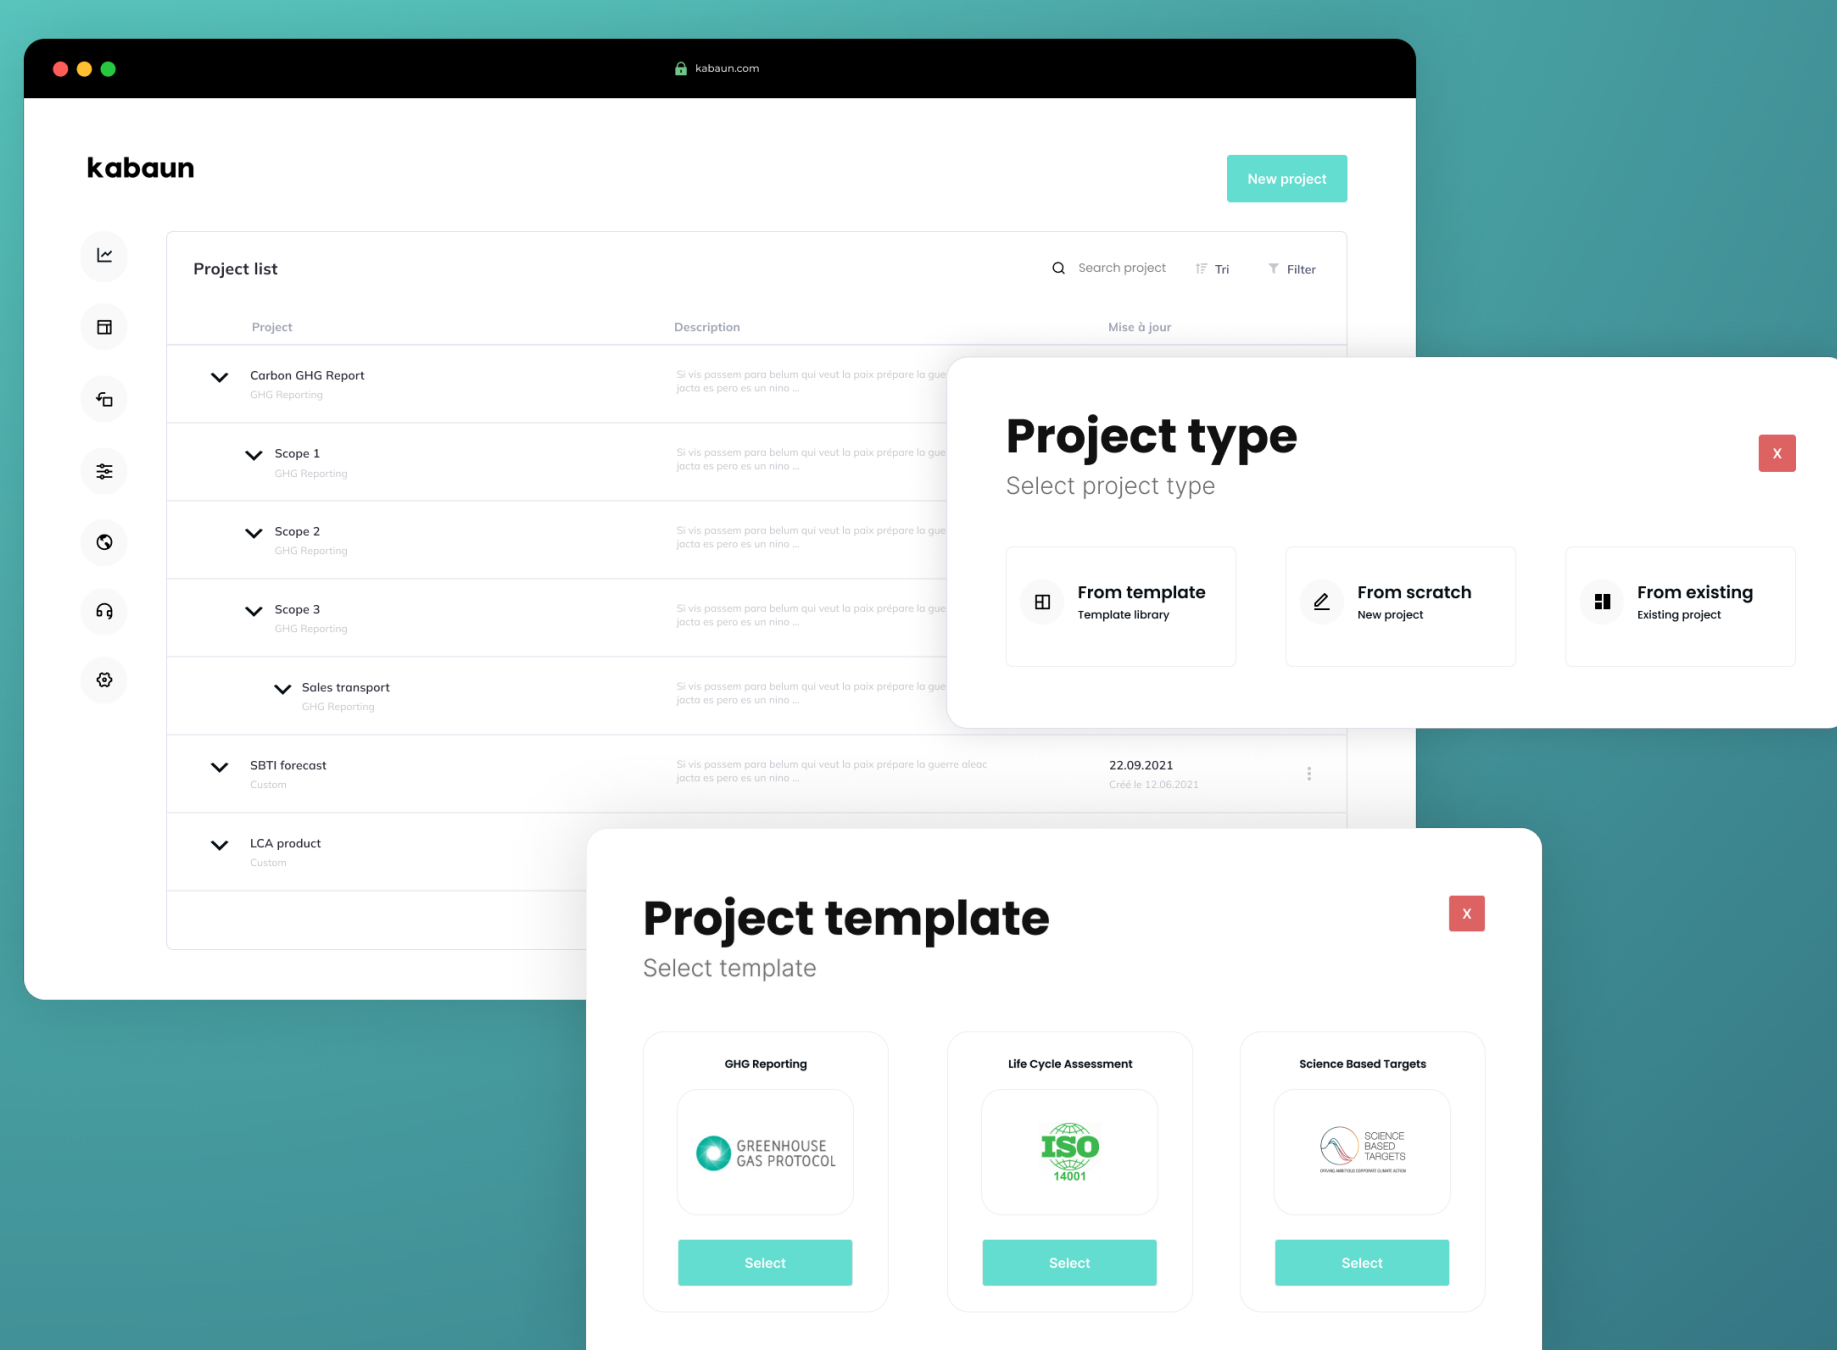 kabaun.com
kabaun
New project
Project list
Search project
Tri
Filter
Project
Description
Mise à jour
Carbon GHG Report
GHG Reporting
Si vis passem para belum qui veut la paix prépare la gue
jacta es pero es un nino ...
Scope 1
GHG Reporting
Si vis passem para belum qui veut la paix prépare la gue
jacta es pero es un nino ...
Scope 2
GHG Reporting
Si vis passem para belum qui veut la paix prépare la gue
jacta es pero es un nino ...
Scope 3
GHG Reporting
Si vis passem para belum qui veut la paix prépare la gue
jacta es pero es un nino ...
Sales transport
GHG Reporting
Si vis passem para belum qui veut la paix prépare la gue
jacta es pero es un nino ...
SBTI forecast
Custom
Si vis passem para belum qui veut la paix prépare la guerre aleac
jacta es pero es un nino ...
22.09.2021
Créé le 12.06.2021
LCA product
Custom
Project type
Select project type
X
From template
Template library
From scratch
New project
From existing
Existing project
Project template
Select template
X
GHG Reporting
GREENHOUSE
GAS PROTOCOL
Select
Life Cycle Assessment
ISO
14001
Select
Science Based Targets
SCIENCE
BASED
TARGETS
DRIVING AMBITIOUS CORPORATE CLIMATE ACTION
Select